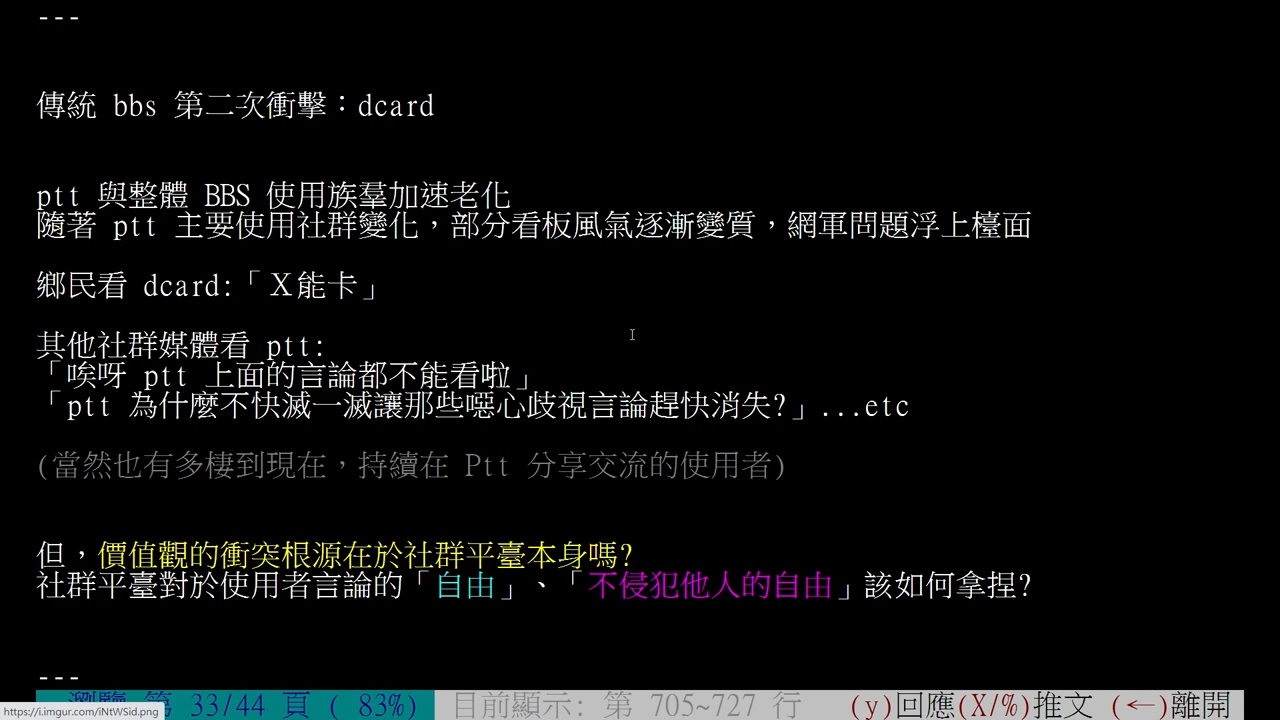 ---
傳統 bbs 第二次衝擊：dcard
ptt 與整體 BBS 使用族羣加速老化
隨著 ptt 主要使用社群變化，部分看板風氣逐漸變質，網軍問題浮上檯面
鄉民看 dcard:「Ｘ能卡」
其他社群媒體看 ptt:
「唉呀 ptt 上面的言論都不能看啦」
「ptt 為什麼不快滅一滅讓那些噁心歧視言論趕快消失?」...etc
(當然也有多棲到現在，持續在 Ptt 分享交流的使用者)
但，價值觀的衝突根源在於社群平臺本身嗎?
社群平臺對於使用者言論的「自由」、「不侵犯他人的自由」該如何拿捏?
---
瀏覽 第 33/44 頁 ( 83%) 目前顯示: 第 705~727 行 (y)回應(X/%)推文 (←)離開
https://i.imgur.com/iNtWSid.png